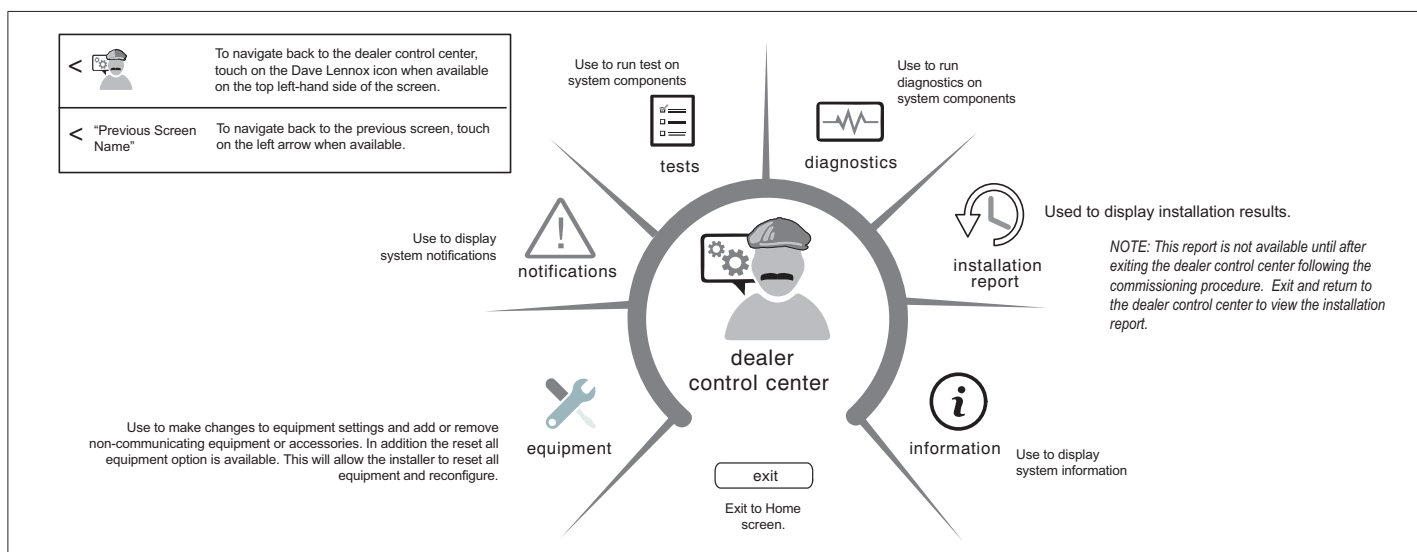 <
To navigate back to the dealer control center,
touch on the Dave Lennox icon when available
on the top left-hand side of the screen.
< "Previous Screen
Name"
To navigate back to the previous screen, touch
on the left arrow when available.
Use to run test on
system components
tests
Use to run
diagnostics on
system components
diagnostics
Use to display
system notifications
!
notifications
Used to display installation results.
installation
report
NOTE: This report is not available until after
exiting the dealer control center following the
commissioning procedure. Exit and return to
the dealer control center to view the installation
report.
dealer
control center
Use to make changes to equipment settings and add or remove
non-communicating equipment or accessories. In addition the reset all
equipment option is available. This will allow the installer to reset all
equipment and reconfigure.
equipment
i
information
Use to display
system information
exit
Exit to Home
screen.